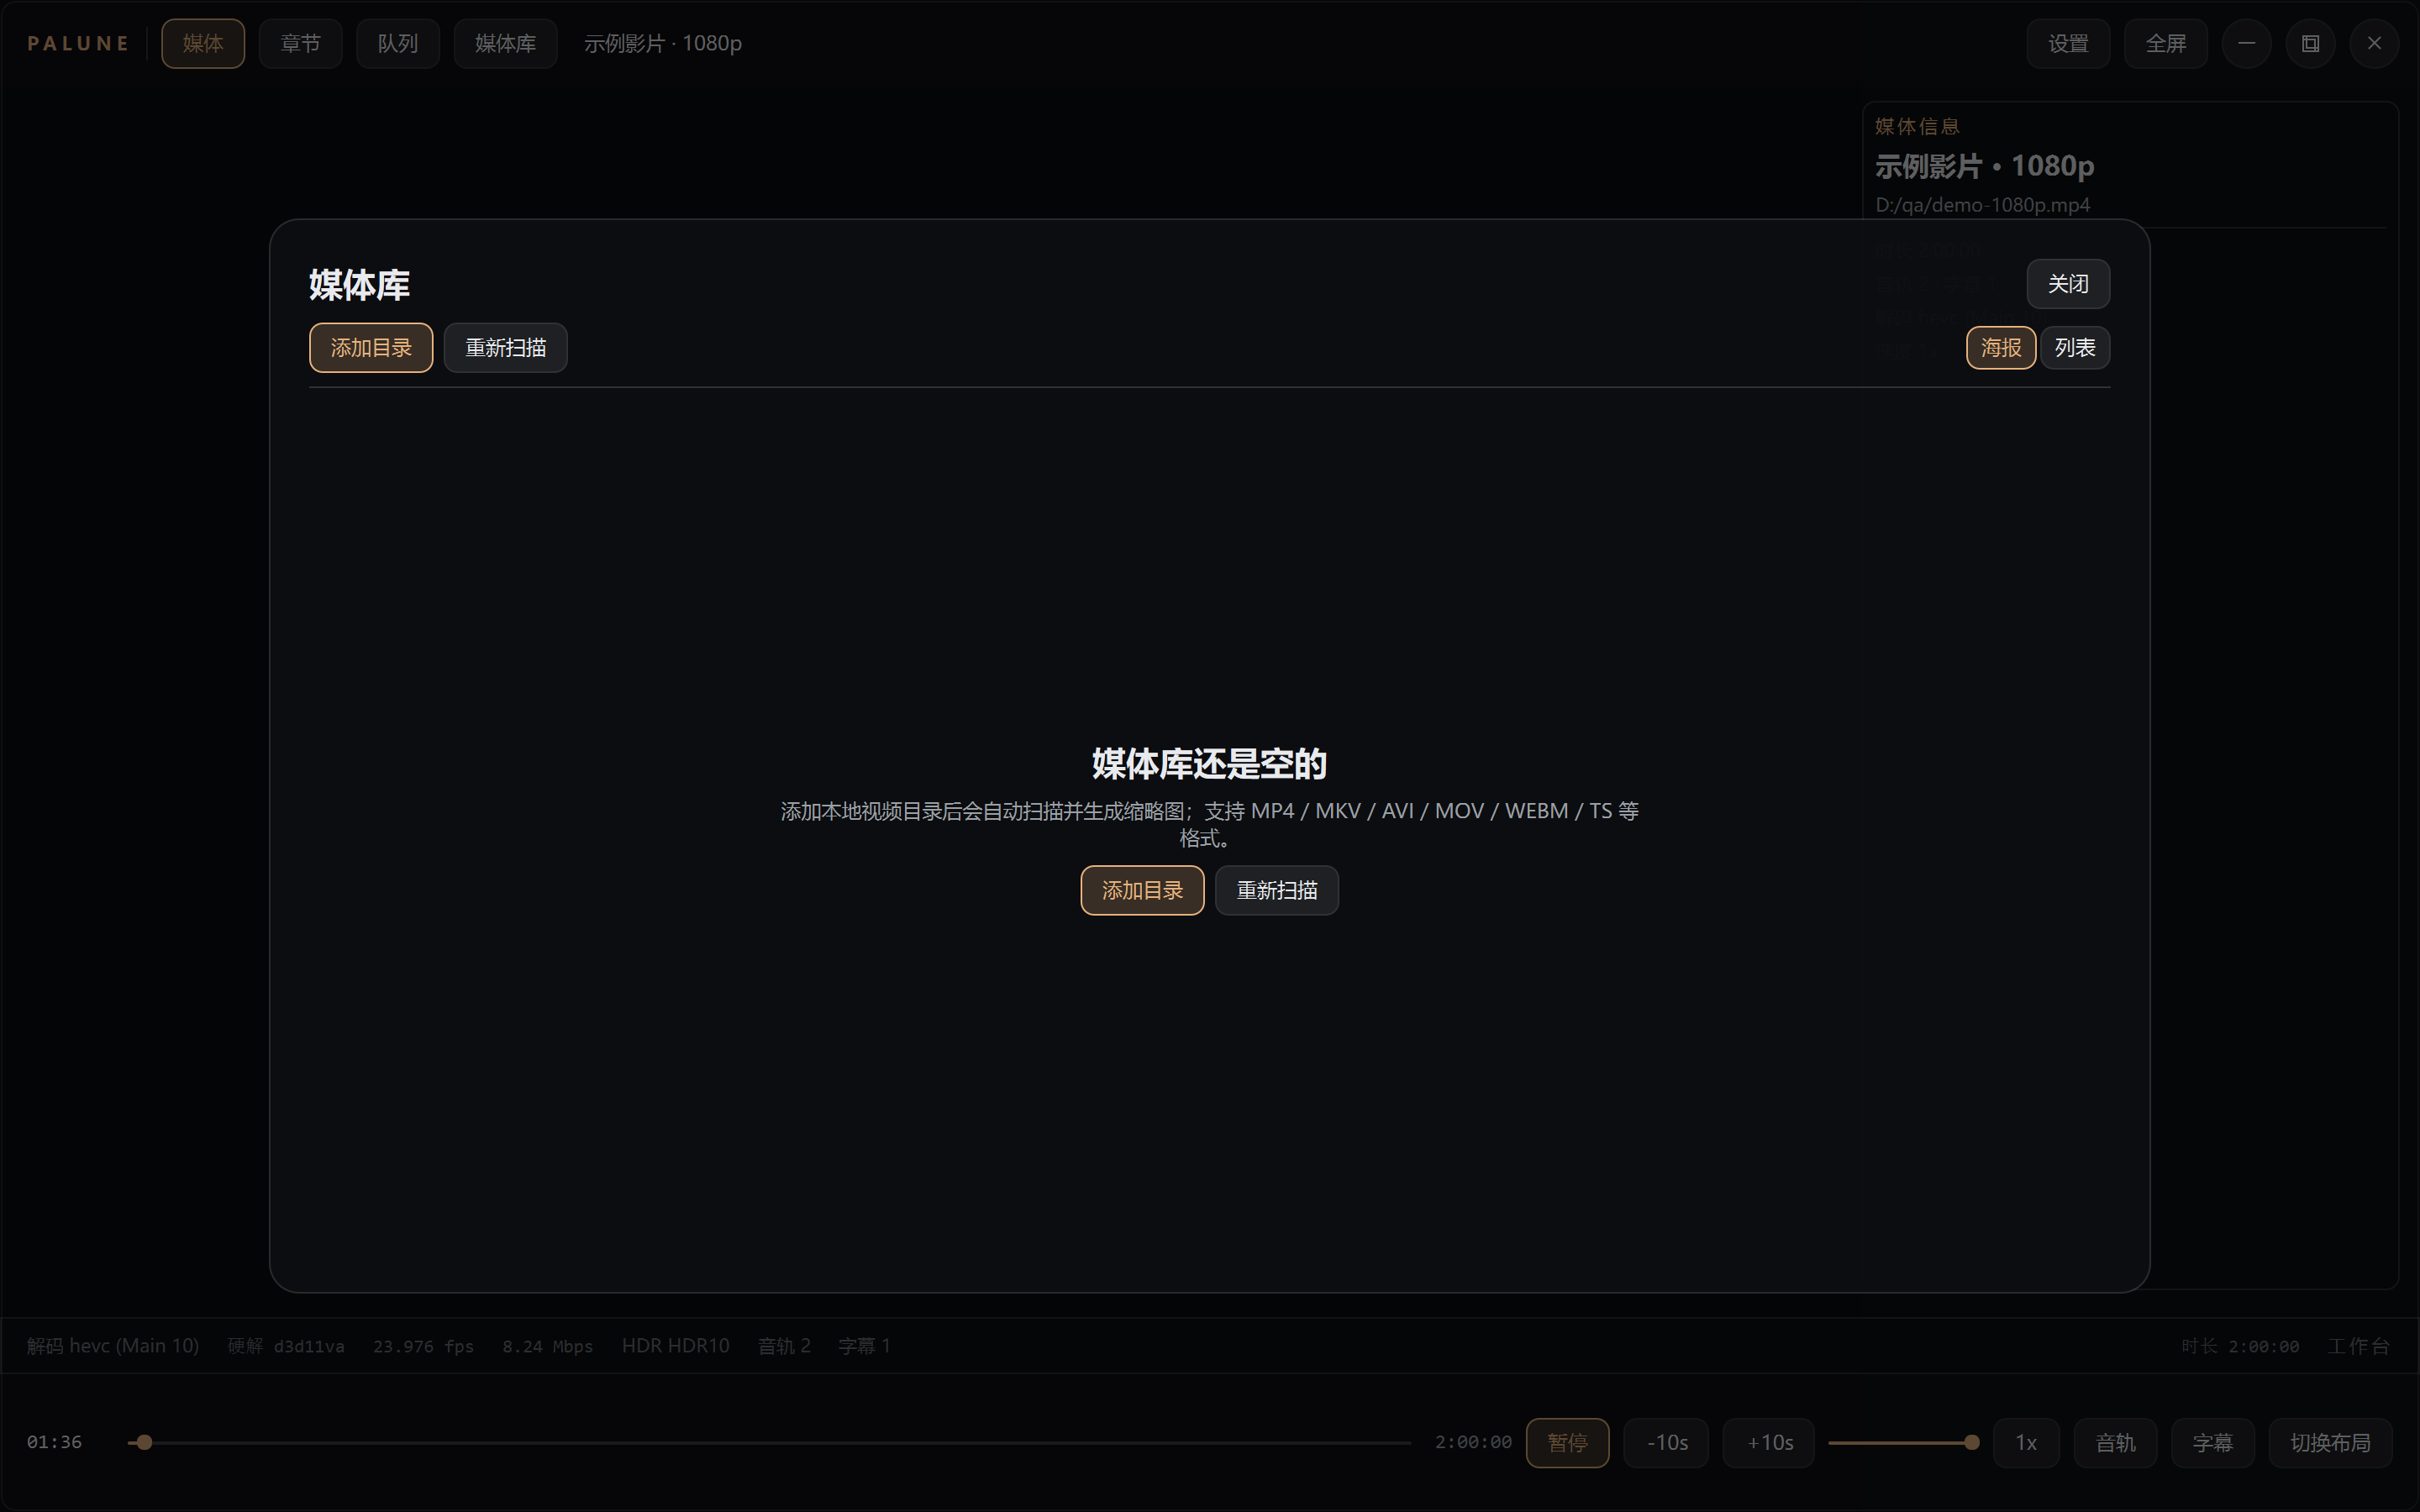 PALUNE 媒体 章节 队列 媒体库 示例影片 · 1080p 设置 全屏
媒体信息
示例影片 • 1080p
D:/qa/demo-1080p.mp4
媒体库 关闭
添加目录 重新扫描 海报 列表
媒体库还是空的
添加本地视频目录后会自动扫描并生成缩略图；支持 MP4 / MKV / AVI / MOV / WEBM / TS 等
格式。
添加目录 重新扫描
解码 hevc (Main 10) 硬解 d3d11va 23.976 fps 8.24 Mbps HDR HDR10 音轨 2 字幕 1 时长 2:00:00 工作台
01:36 2:00:00 暂停 -10s +10s 1x 音轨 字幕 切换布局